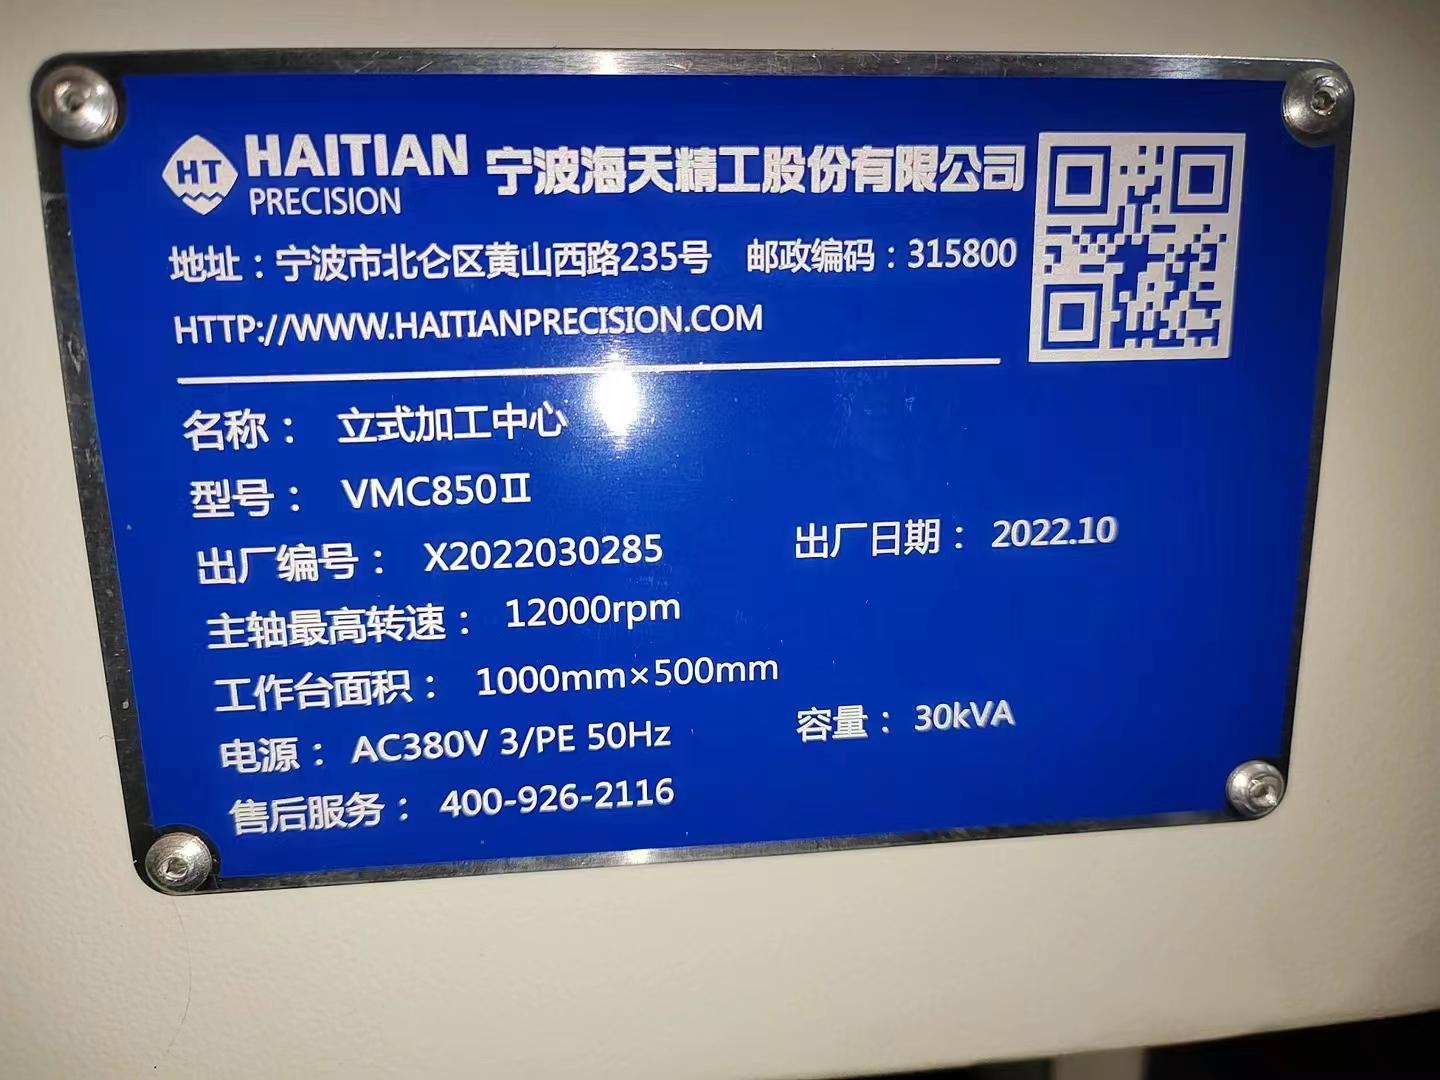 HT HAITIAN PRECISION 宁波海天精工股份有限公司
地址：宁波市北仑区黄山西路235号 邮政编码：315800
HTTP://WWW.HAITIANPRECISION.COM
名称： 立式加工中心
型号： VMC850Ⅱ
出厂编号： X2022030285 出厂日期： 2022.10
主轴最高转速： 12000rpm
工作台面积： 1000mm×500mm
电源： AC380V 3/PE 50Hz 容量： 30kVA
售后服务： 400-926-2116